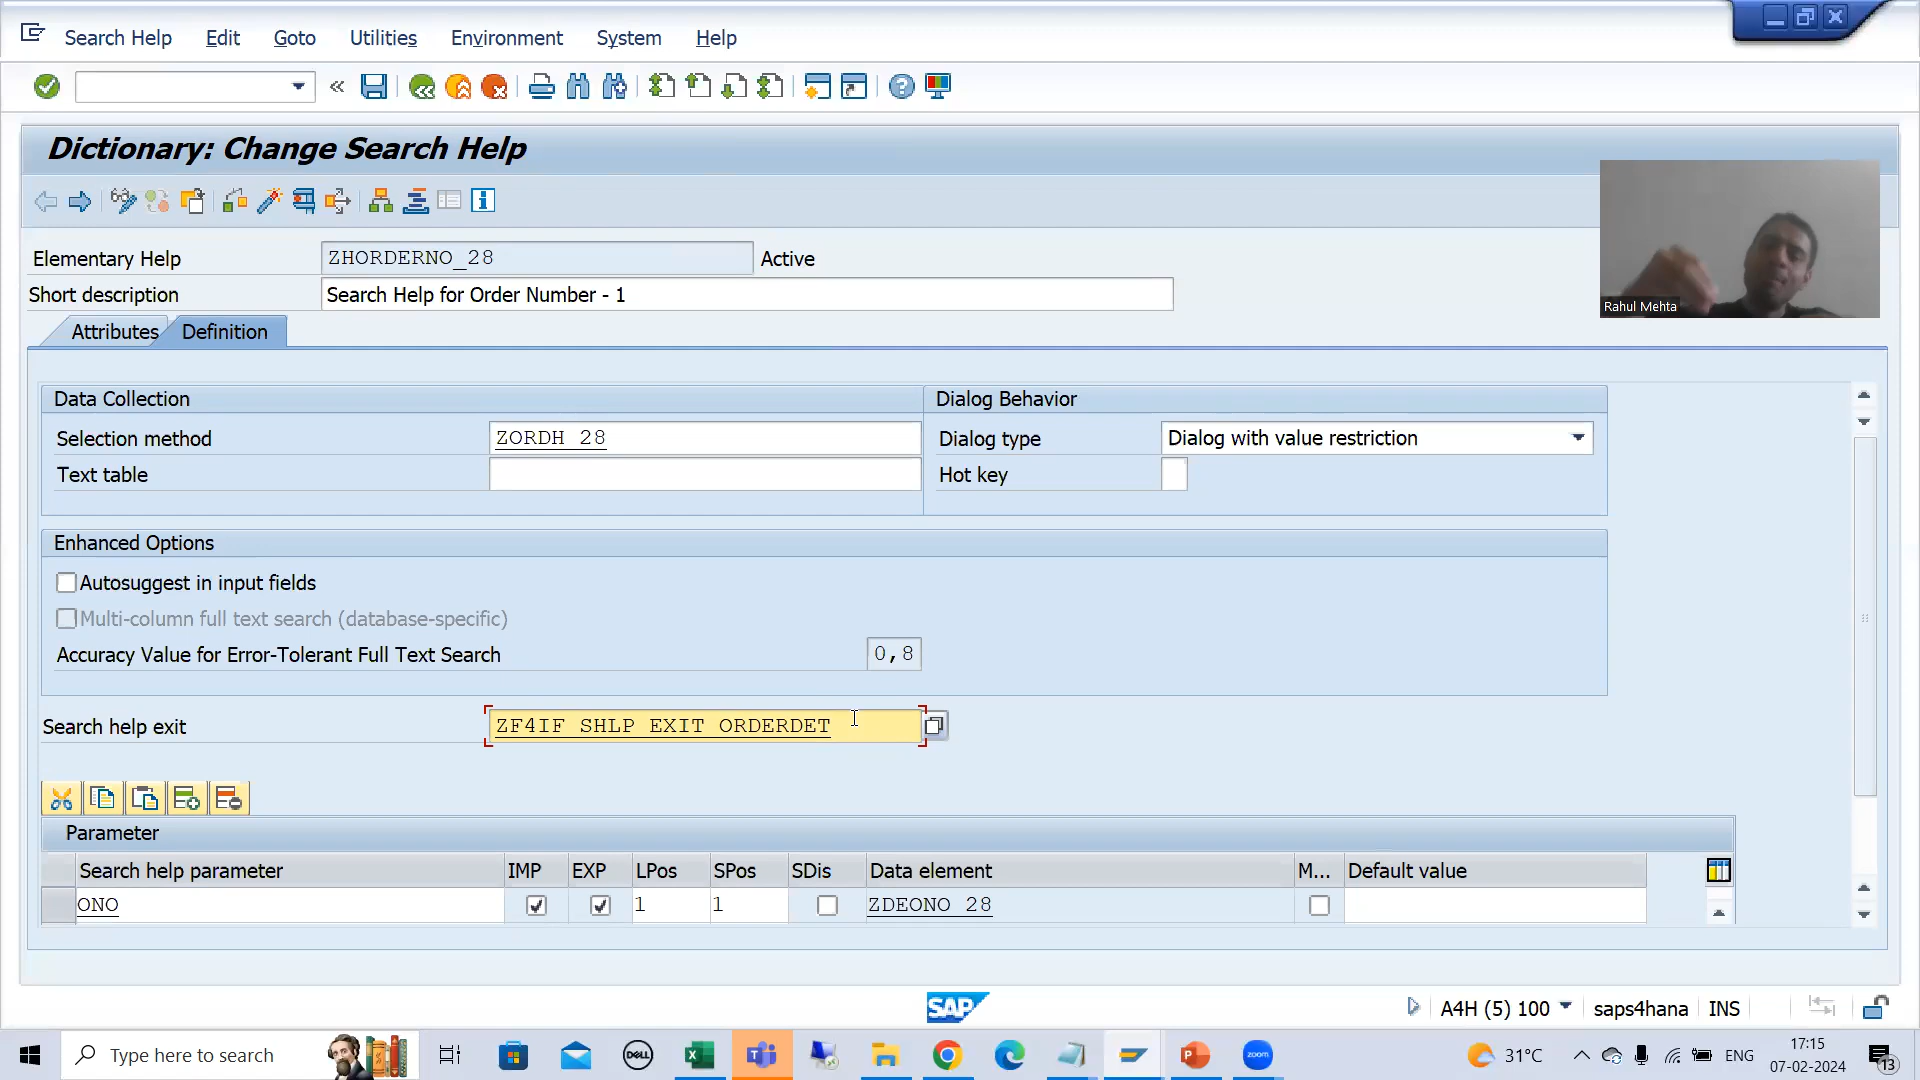 Search Help Edit Goto Utilities Environment System Help
Dictionary: Change Search Help
Elementary Help ZHORDERNO_28 Active
Short description Search Help for Order Number - 1
Rahul Mehta
Attributes Definition
Data Collection Dialog Behavior
Selection method ZORDH_28 Dialog type Dialog with value restriction
Text table Hot key
Enhanced Options
Autosuggest in input fields
Multi-column full text search (database-specific)
Accuracy Value for Error-Tolerant Full Text Search 0,8
Search help exit ZF4IF_SHLP_EXIT_ORDERDET
Parameter
Search help parameter IMP EXP LPos SPos SDis Data element M... Default value
ONO 1 1 ZDEONO_28
SAP A4H (5) 100 saps4hana INS
Type here to search DELL zoom 31°C ENG 17:15
07-02-2024 13